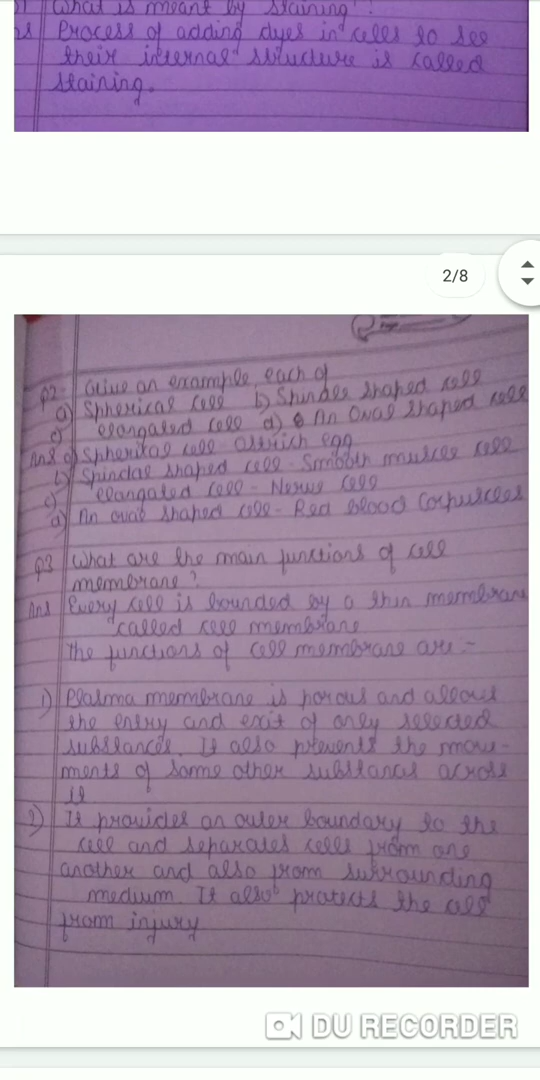 What is meant by staining?
Process of adding dyes in cells to see
their internal structure is called
staining.
2/8
Q2 Give an example each of
a) Spherical cell b) Spindle shaped cell
c) elangated cell d) An Oval shaped cell
Ans a) Spherical cell - Ostrich egg
b) Spindal shaped cell - Smooth muscle cell
c) elangated cell - Nerve cell
d) An oval shaped cell - Red blood Corpuscles
Q3 What are the main functions of cell
membrane?
Ans Every cell is bounded by a thin membrane
called cell membrane
The functions of cell membrane are :-
1) Plasma membrane is porous and allows
the entry and exit of only selected
substances. It also prevents the move-
ments of some other substances across
it
2) It provides an outer boundary to the
cell and separates cells from one
another and also from surrounding
medium. It also protects the cell
from injury
DU RECORDER